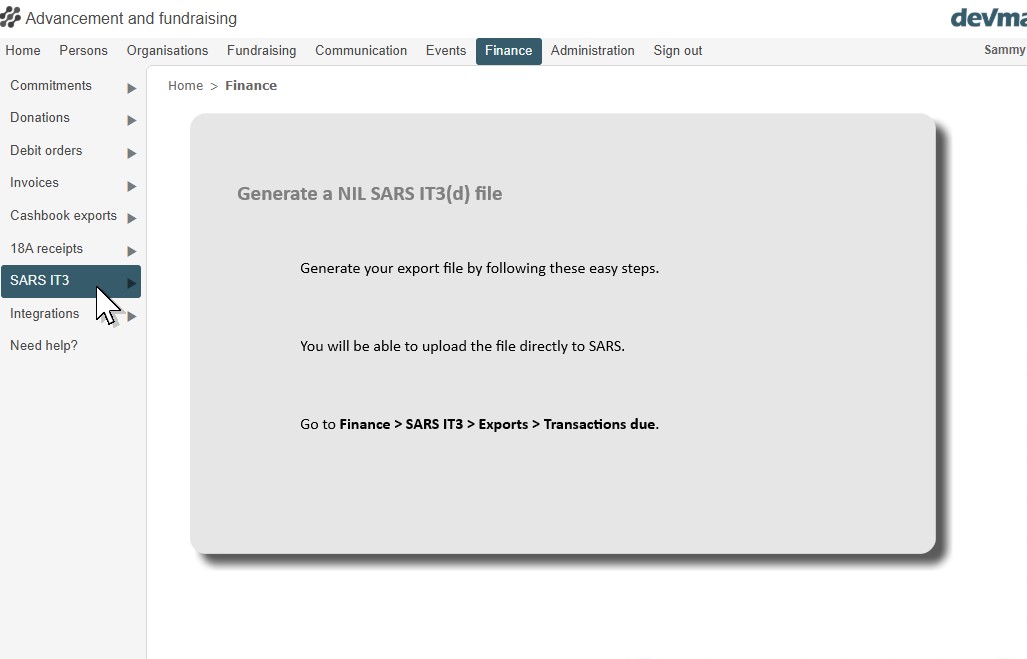 Advancement and fundraising
Home Persons Organisations Fundraising Communication Events Finance Administration Sign out Sammy
Commitments
Donations
Debit orders
Invoices
Cashbook exports
18A receipts
SARS IT3
Integrations
Need help?
Home > Finance
Generate a NIL SARS IT3(d) file
Generate your export file by following these easy steps.
You will be able to upload the file directly to SARS.
Go to Finance > SARS IT3 > Exports > Transactions due.